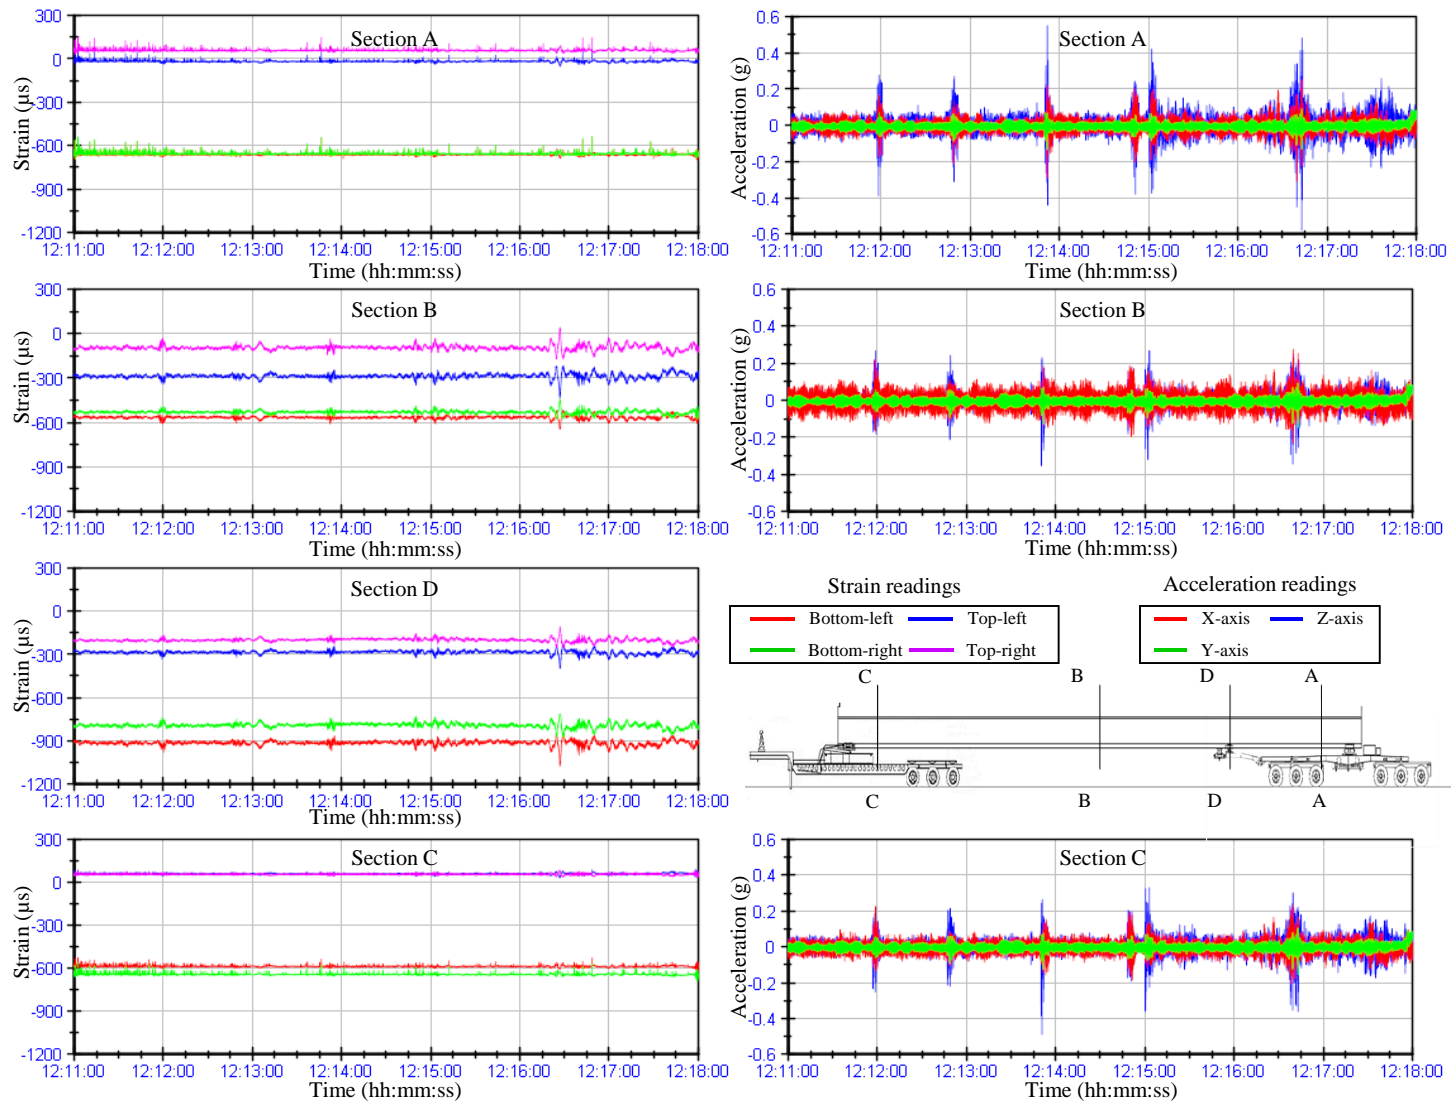 300
0
-300
-600
-900
-1200
Strain (µs)
Section A
12:11:00 12:12:00 12:13:00 12:14:00 12:15:00 12:16:00 12:17:00 12:18:00
Time (hh:mm:ss)
0.6
0.4
0.2
0
-0.2
-0.4
-0.6
Acceleration (g)
Section A
12:11:00 12:12:00 12:13:00 12:14:00 12:15:00 12:16:00 12:17:00 12:18:00
Time (hh:mm:ss)
300
0
-300
-600
-900
-1200
Strain (µs)
Section B
12:11:00 12:12:00 12:13:00 12:14:00 12:15:00 12:16:00 12:17:00 12:18:00
Time (hh:mm:ss)
0.6
0.4
0.2
0
-0.2
-0.4
-0.6
Acceleration (g)
Section B
12:11:00 12:12:00 12:13:00 12:14:00 12:15:00 12:16:00 12:17:00 12:18:00
Time (hh:mm:ss)
300
0
-300
-600
-900
-1200
Strain (µs)
Section D
12:11:00 12:12:00 12:13:00 12:14:00 12:15:00 12:16:00 12:17:00 12:18:00
Time (hh:mm:ss)
Strain readings
Bottom-left Top-left
Bottom-right Top-right
Acceleration readings
X-axis Z-axis
Y-axis
C B D A
C B D A
300
0
-300
-600
-900
-1200
Strain (µs)
Section C
12:11:00 12:12:00 12:13:00 12:14:00 12:15:00 12:16:00 12:17:00 12:18:00
Time (hh:mm:ss)
0.6
0.4
0.2
0
-0.2
-0.4
-0.6
Acceleration (g)
Section C
12:11:00 12:12:00 12:13:00 12:14:00 12:15:00 12:16:00 12:17:00 12:18:00
Time (hh:mm:ss)